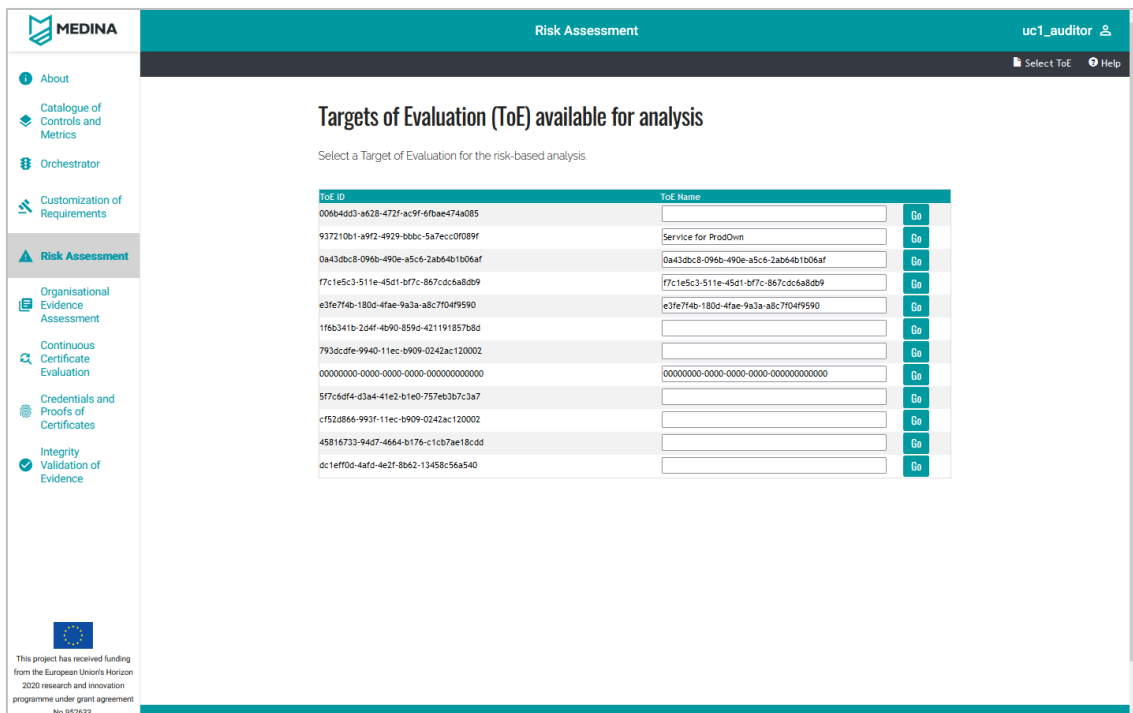 MEDINA
Risk Assessment
uc1_auditor
Select ToE
Help
About
Catalogue of
Controls and
Metrics
Orchestrator
Customization of
Requirements
Risk Assessment
Organisational
Evidence
Assessment
Continuous
Certificate
Evaluation
Credentials and
Proofs of
Certificates
Integrity
Validation of
Evidence
This project has received funding
from the European Union's Horizon
2020 research and innovation
programme under grant agreement
No 952633
Targets of Evaluation (ToE) available for analysis
Select a Target of Evaluation for the risk-based analysis.
ToE ID ToE Name
006b4dd3-a628-472f-ac9f-6fbae474a085 Go
937210b1-a9f2-4929-bbbc-5a7ecc0f089f Service for ProdOwn Go
0a43dbc8-096b-490e-a5c6-2ab64b1b06af 0a43dbc8-096b-490e-a5c6-2ab64b1b06af Go
f7c1e5c3-511e-45d1-bf7c-867cdc6a8db9 f7c1e5c3-511e-45d1-bf7c-867cdc6a8db9 Go
e3fe7f4b-180d-4fae-9a3a-a8c7f04f9590 e3fe7f4b-180d-4fae-9a3a-a8c7f04f9590 Go
1f6b341b-2d4f-4b90-859d-421191857b8d Go
793dcdfe-9940-11ec-b909-0242ac120002 Go
00000000-0000-0000-0000-000000000000 00000000-0000-0000-0000-000000000000 Go
5f7c6df4-d3a4-41e2-b1e0-757eb3b7c3a7 Go
cf52d866-993f-11ec-b909-0242ac120002 Go
45816733-94d7-4664-b176-c1cb7ae18cdd Go
dc1eff0d-4afd-4e2f-8b62-13458c56a540 Go